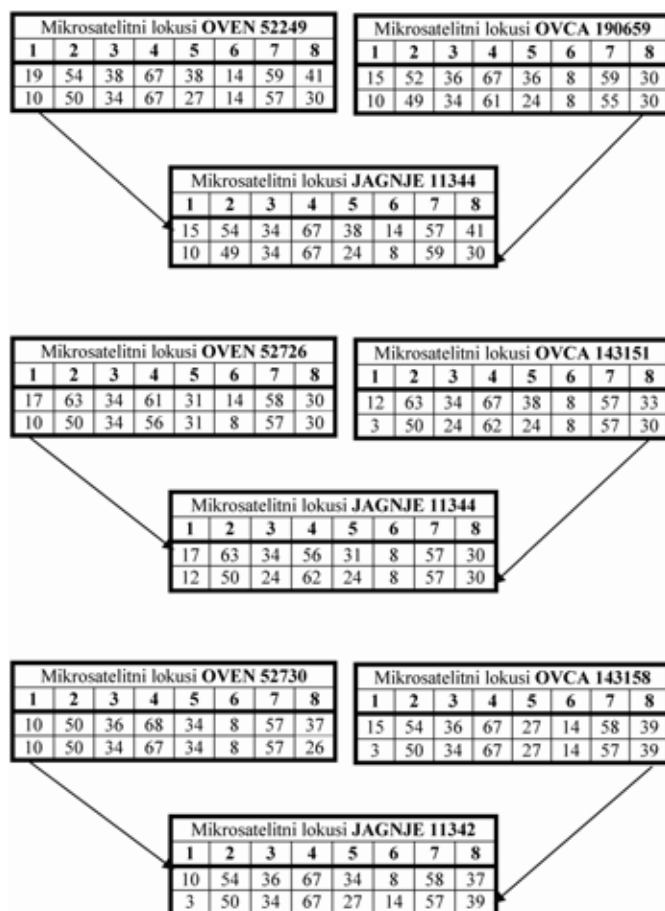 Mikrosatelitni lokusi OVEN 52249
1 2 3 4 5 6 7 8
19 54 38 67 38 14 59 41
10 50 34 67 27 14 57 30
Mikrosatelitni lokusi OVCA 190659
1 2 3 4 5 6 7 8
15 52 36 67 36 8 59 30
10 49 34 61 24 8 55 30
Mikrosatelitni lokusi JAGNJE 11344
1 2 3 4 5 6 7 8
15 54 34 67 38 14 57 41
10 49 34 67 24 8 59 30
Mikrosatelitni lokusi OVEN 52726
1 2 3 4 5 6 7 8
17 63 34 61 31 14 58 30
10 50 34 56 31 8 57 30
Mikrosatelitni lokusi OVCA 143151
1 2 3 4 5 6 7 8
12 63 34 67 38 8 57 33
3 50 24 62 24 8 57 30
Mikrosatelitni lokusi JAGNJE 11344
1 2 3 4 5 6 7 8
17 63 34 56 31 8 57 30
12 50 24 62 24 8 57 30
Mikrosatelitni lokusi OVEN 52730
1 2 3 4 5 6 7 8
10 50 36 68 34 8 57 37
10 50 34 67 34 8 57 26
Mikrosatelitni lokusi OVCA 143158
1 2 3 4 5 6 7 8
15 54 36 67 27 14 58 39
3 50 34 67 27 14 57 39
Mikrosatelitni lokusi JAGNJE 11342
1 2 3 4 5 6 7 8
10 54 36 67 34 8 58 37
3 50 34 67 27 14 57 39